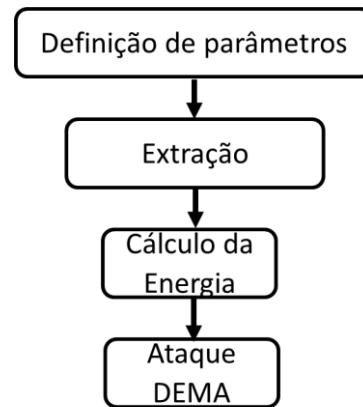 Definição de parâmetros
Extração
Cálculo da
Energia
Ataque
DEMA